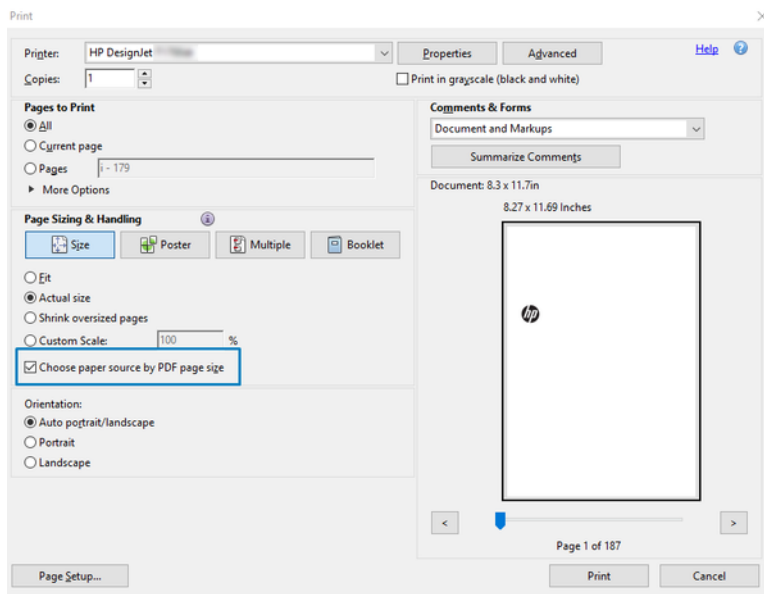 Print
Printer: HP DesignJet
Properties
Advanced
Help
Copies: 1
Print in grayscale (black and white)
Pages to Print
All
Current page
Pages i - 179
More Options
Page Sizing & Handling
Size
Poster
Multiple
Booklet
Fit
Actual size
Shrink oversized pages
Custom Scale: 100 %
Choose paper source by PDF page size
Orientation:
Auto portrait/landscape
Portrait
Landscape
Comments & Forms
Document and Markups
Summarize Comments
Document: 8.3 x 11.7in
8.27 x 11.69 Inches
hp
<
>
Page 1 of 187
Page Setup...
Print
Cancel